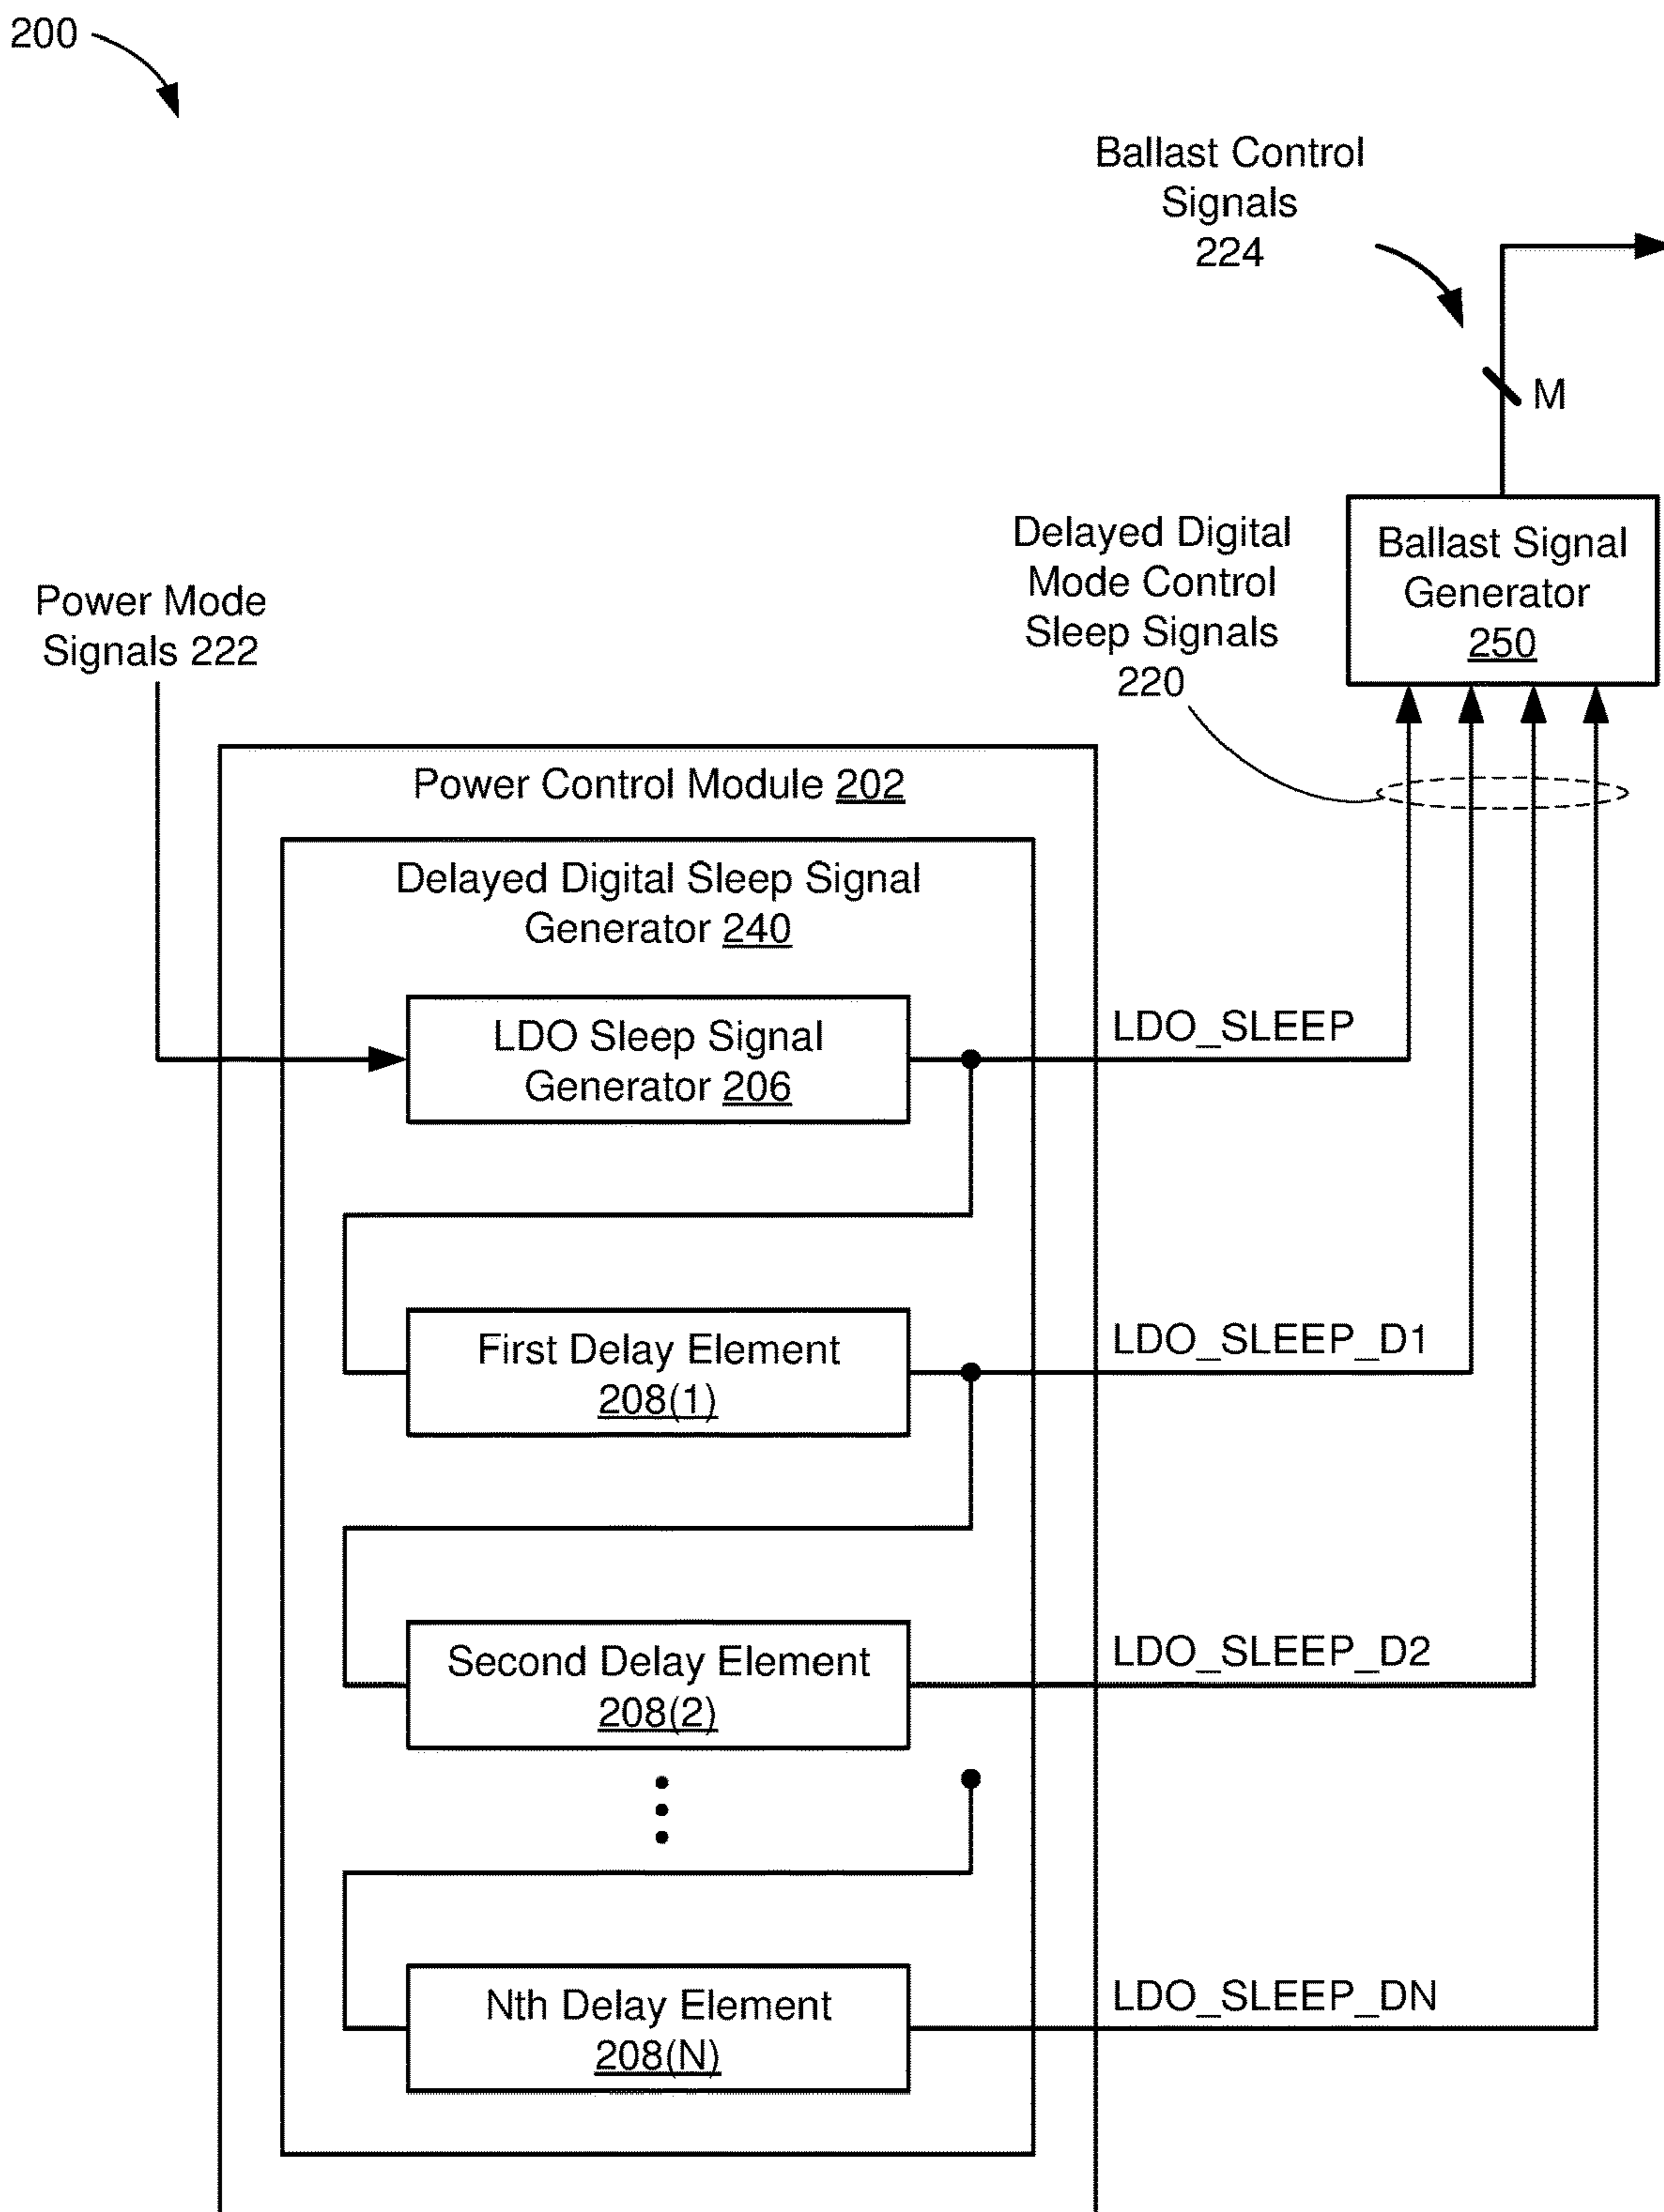 200
Ballast Control
Signals
224
M
Delayed Digital
Mode Control
Sleep Signals
220
Ballast Signal
Generator
250
Power Mode
Signals 222
Power Control Module 202
Delayed Digital Sleep Signal
Generator 240
LDO Sleep Signal
Generator 206
LDO_SLEEP
First Delay Element
208(1)
LDO_SLEEP_D1
Second Delay Element
208(2)
LDO_SLEEP_D2
Nth Delay Element
208(N)
LDO_SLEEP_DN